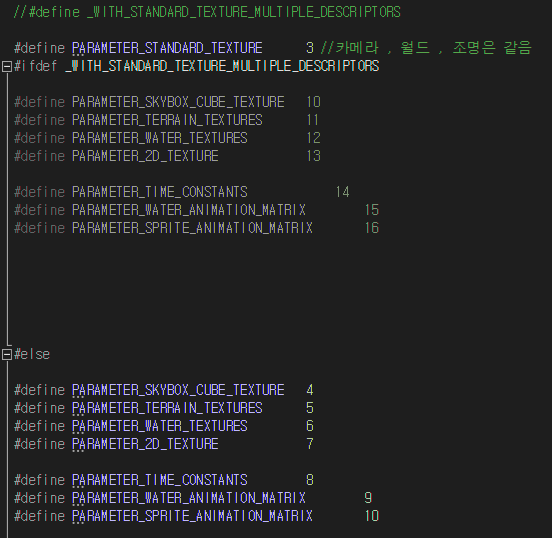 //#define _WITH_STANDARD_TEXTURE_MULTIPLE_DESCRIPTORS
#define PARAMETER_STANDARD_TEXTURE 3 //카메라 , 월드 , 조명은 같음
#ifdef _WITH_STANDARD_TEXTURE_MULTIPLE_DESCRIPTORS
#define PARAMETER_SKYBOX_CUBE_TEXTURE 10
#define PARAMETER_TERRAIN_TEXTURES 11
#define PARAMETER_WATER_TEXTURES 12
#define PARAMETER_2D_TEXTURE 13
#define PARAMETER_TIME_CONSTANTS 14
#define PARAMETER_WATER_ANIMATION_MATRIX 15
#define PARAMETER_SPRITE_ANIMATION_MATRIX 16
#else
#define PARAMETER_SKYBOX_CUBE_TEXTURE 4
#define PARAMETER_TERRAIN_TEXTURES 5
#define PARAMETER_WATER_TEXTURES 6
#define PARAMETER_2D_TEXTURE 7
#define PARAMETER_TIME_CONSTANTS 8
#define PARAMETER_WATER_ANIMATION_MATRIX 9
#define PARAMETER_SPRITE_ANIMATION_MATRIX 10